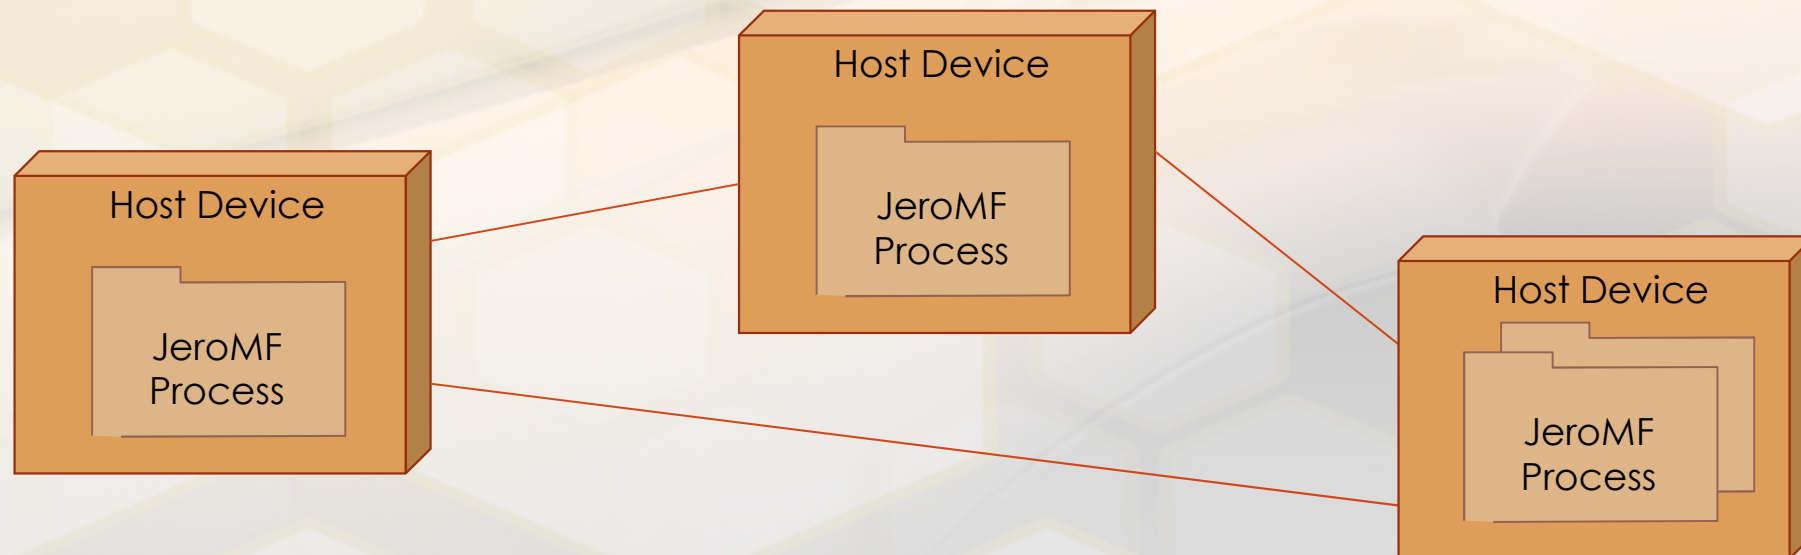 Host Device
JeroMF
Process
Host Device
JeroMF
Process
Host Device
JeroMF
Process